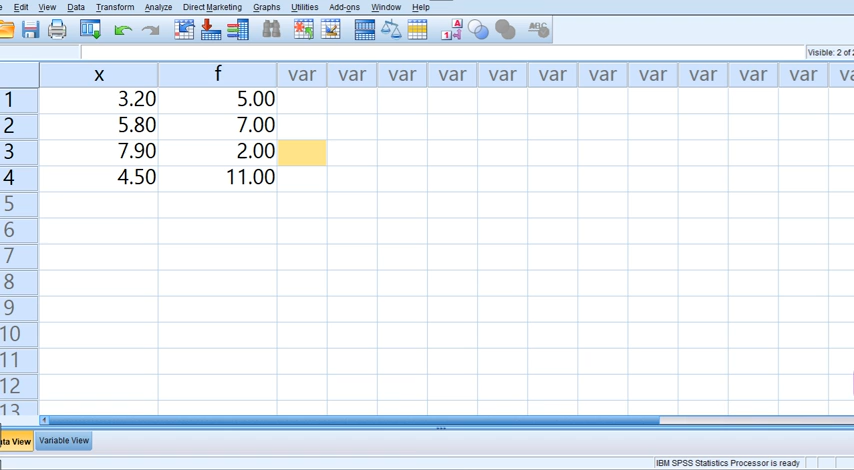 Edit View Data Transform Analyze Direct Marketing Graphs Utilities Add-ons Window Help
Visible: 2 of 2
x f var var var var var var var var var var var
1 3.20 5.00
2 5.80 7.00
3 7.90 2.00
4 4.50 11.00
5
6
7
8
9
10
11
12
13
ata View Variable View
IBM SPSS Statistics Processor is ready